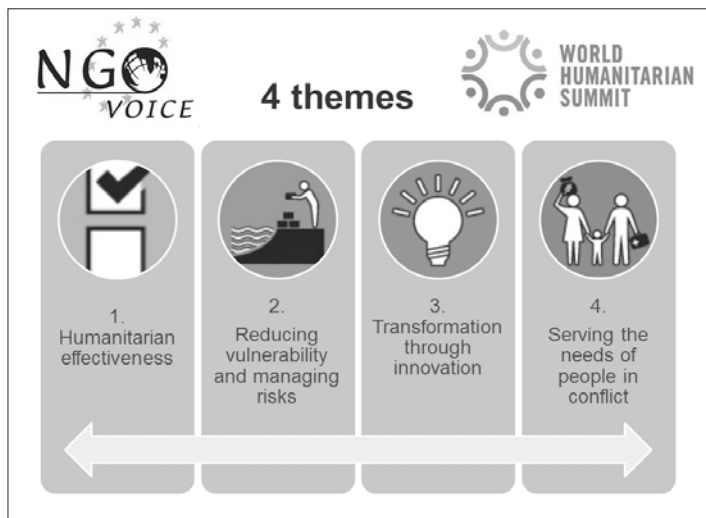 NGO
VOICE
4 themes
WORLD
HUMANITARIAN
SUMMIT
1.
Humanitarian
effectiveness
2.
Reducing
vulnerability
and managing
risks
3.
Transformation
through
innovation
4.
Serving the
needs of
people in
conflict